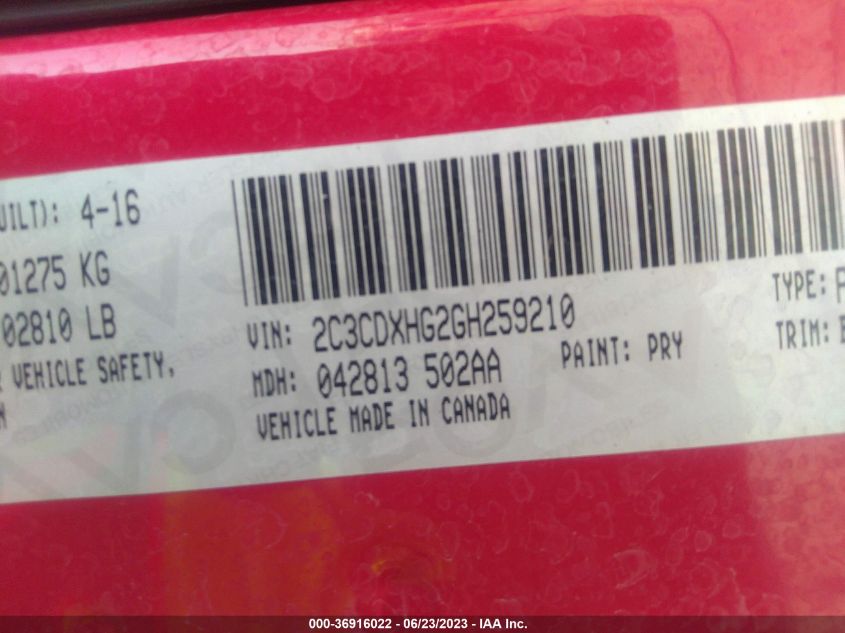 UILT): 4-16
01275 KG
02810 LB
VEHICLE SAFETY,
VIN: 2C3CDXHG2GH259210
TYPE: P
MDH: 042813 502AA
PAINT: PRY
TRIM:
VEHICLE MADE IN CANADA
000-36916022 - 06/23/2023 - IAA Inc.